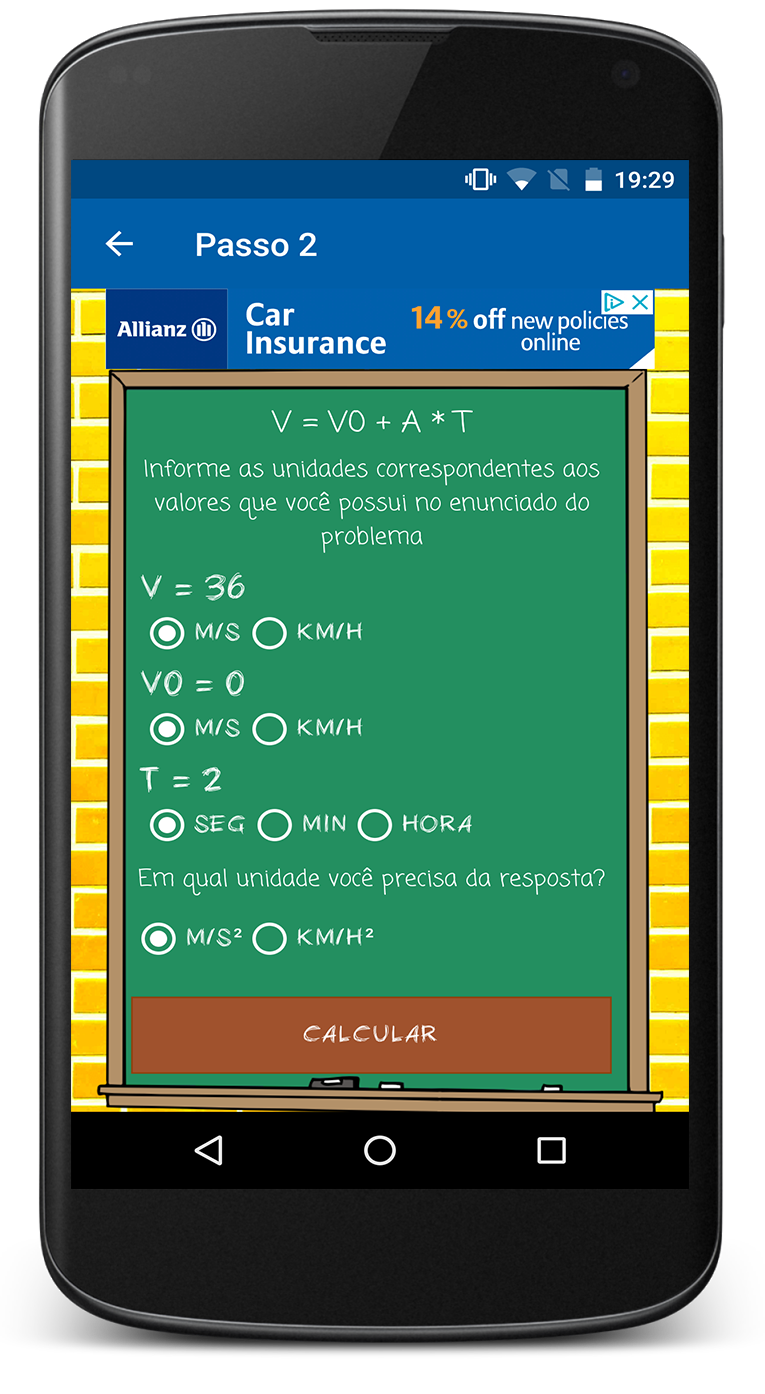 19:29
Passo 2
Allianz
Car
Insurance
14% off new policies
online
V = V0 + A * T
Informe as unidades correspondentes aos
valores que você possui no enunciado do
problema
V = 36
M/S KM/H
V0 = 0
M/S KM/H
T = 2
SEG MIN HORA
Em qual unidade você precisa da resposta?
M/S² KM/H²
CALCULAR